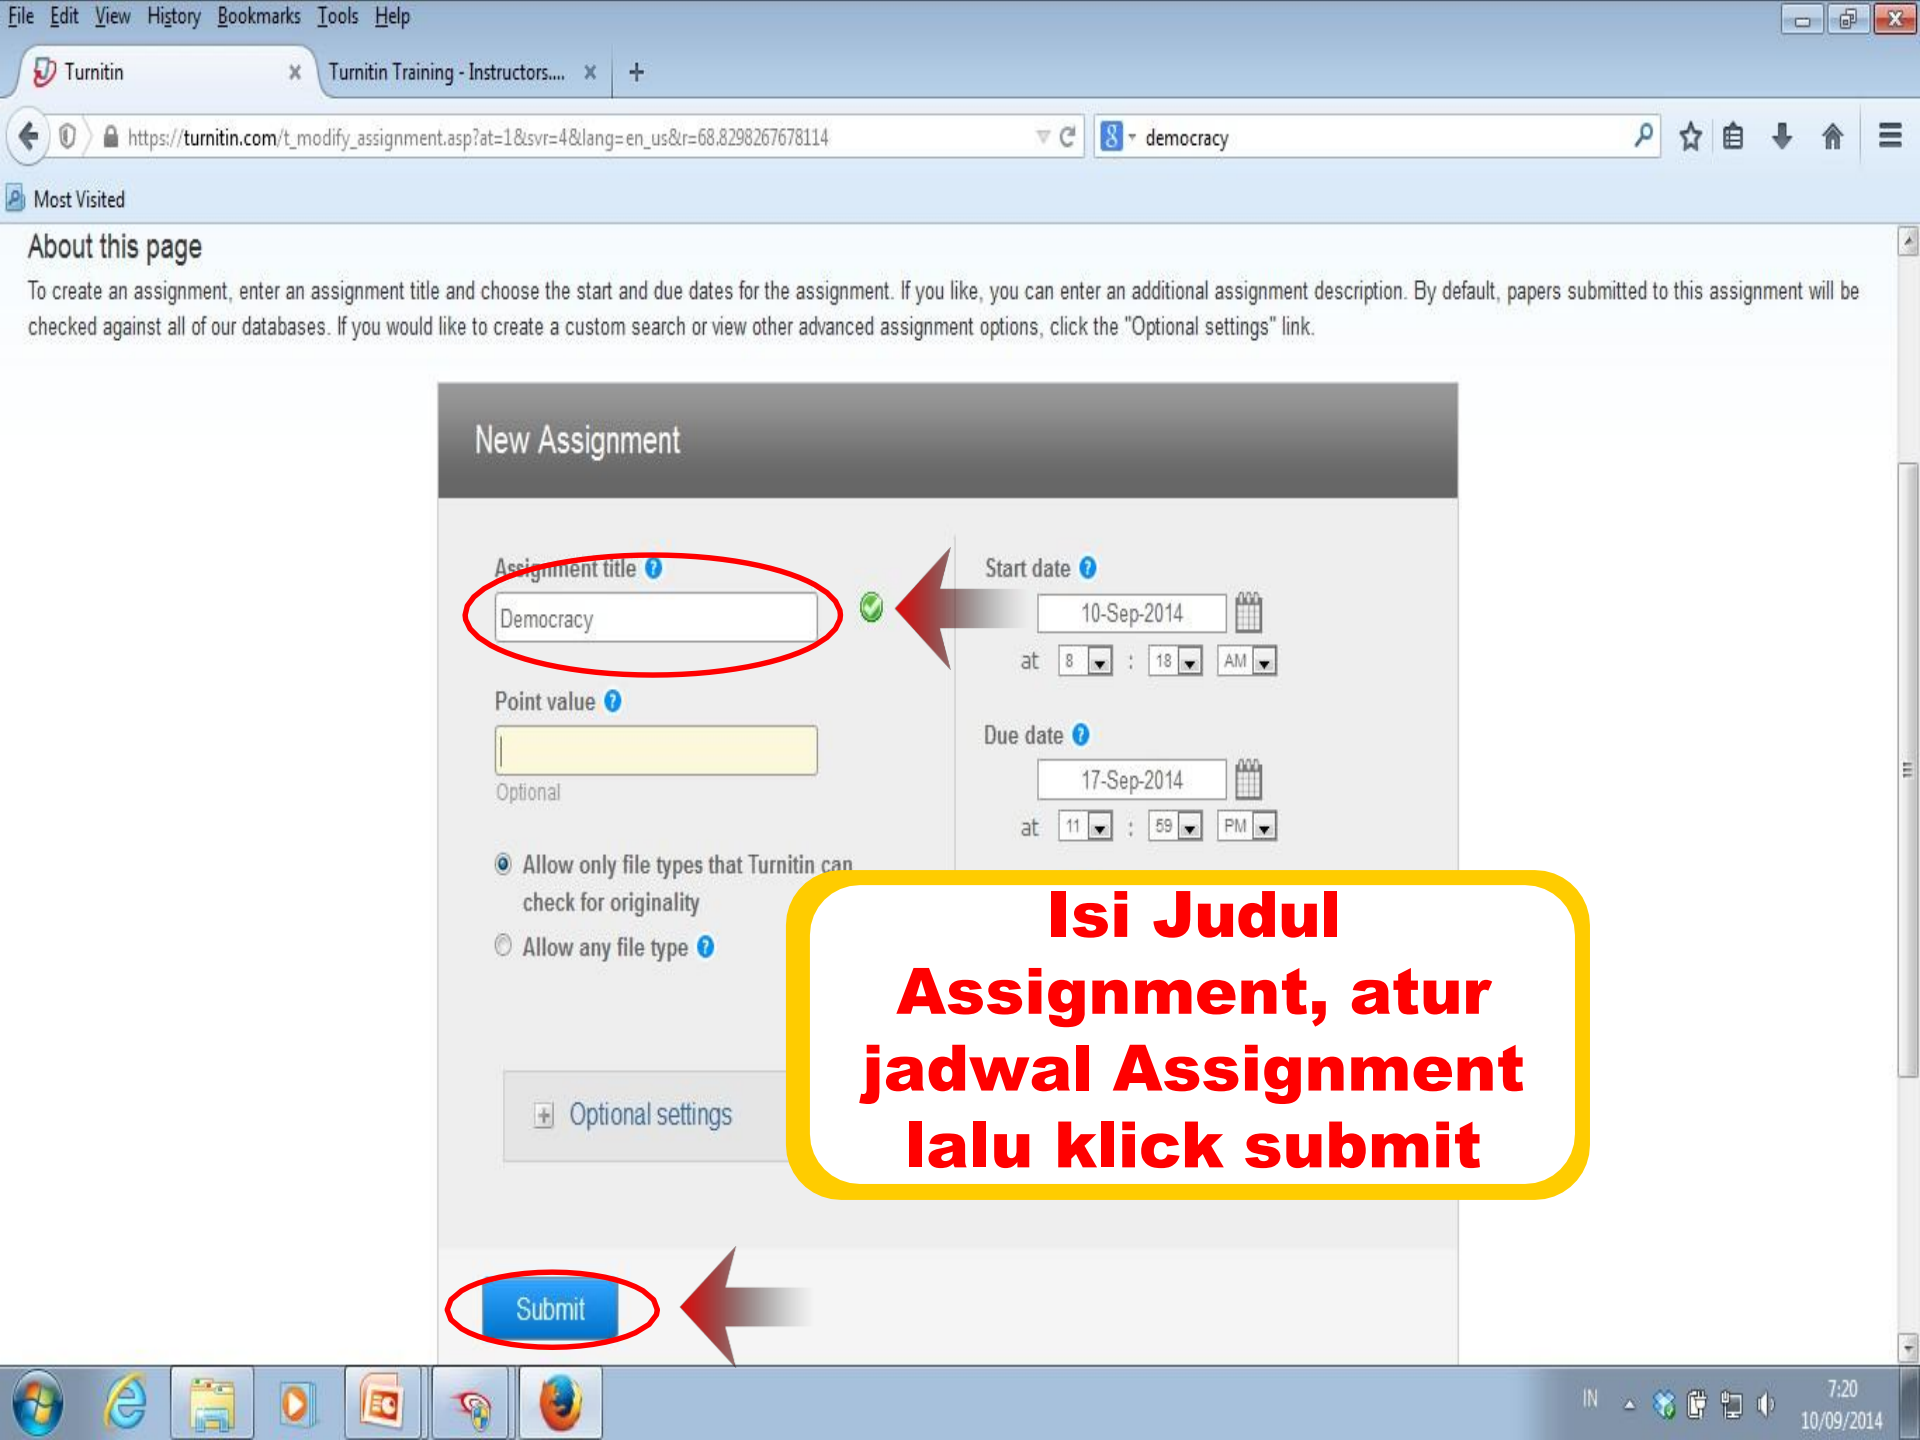 File Edit View History Bookmarks Tools Help
Turnitin
Turnitin Training - Instructors....
https://turnitin.com/t_modify_assignment.asp?at=1&svr=4&lang=en_us&r=68.8298267678114
democracy
Most Visited
About this page
To create an assignment, enter an assignment title and choose the start and due dates for the assignment. If you like, you can enter an additional assignment description. By default, papers submitted to this assignment will be
checked against all of our databases. If you would like to create a custom search or view other advanced assignment options, click the "Optional settings" link.
New Assignment
Assignment title
Democracy
Point value
Optional
Allow only file types that Turnitin can
check for originality
Allow any file type
Start date
10-Sep-2014
at 8 : 18 AM
Due date
17-Sep-2014
at 11 : 59 PM
Isi Judul
Assignment, atur
jadwal Assignment
lalu klick submit
Optional settings
Submit
IN
7:20
10/09/2014